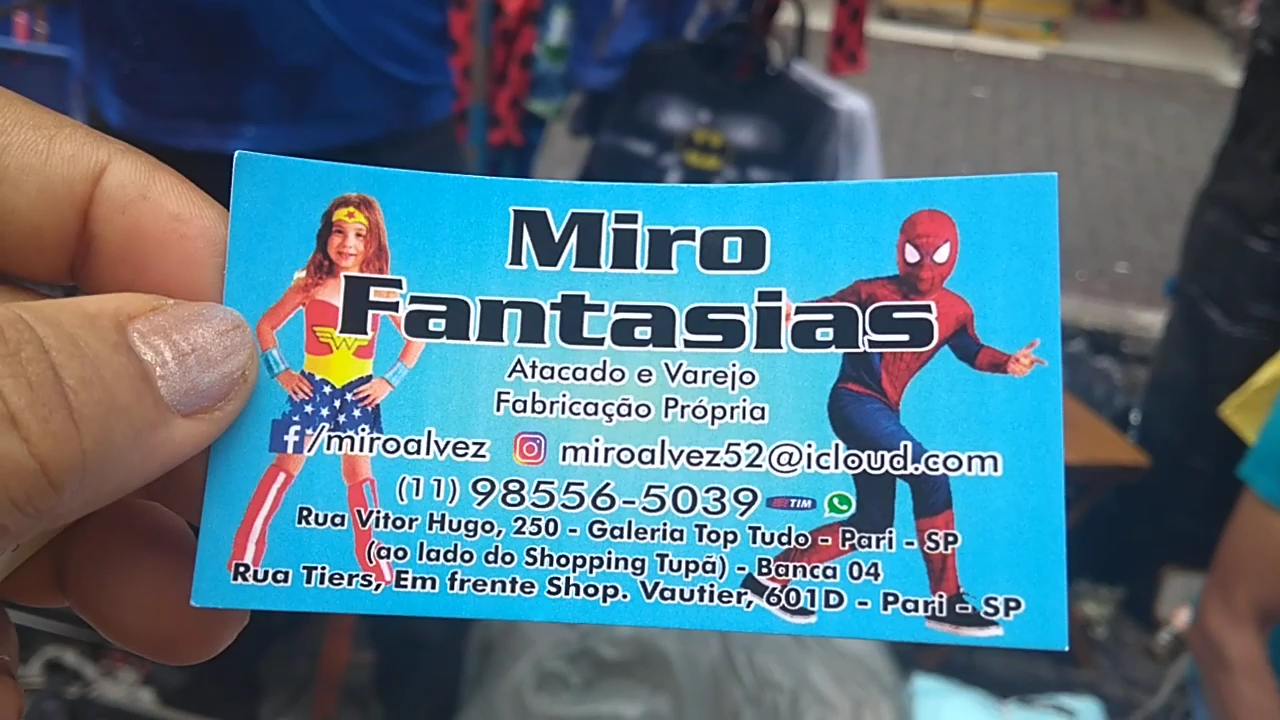 Miro
Fantasias
Atacado e Varejo
Fabricação Própria
f/miroalvez miroalvez52@icloud.com
(11) 98556-5039 TIM
Rua Vitor Hugo, 250 - Galeria Top Tudo - Pari - SP
(ao lado do Shopping Tupã) - Banca 04
Rua Tiers, Em frente Shop. Vautier, 601D - Pari - SP